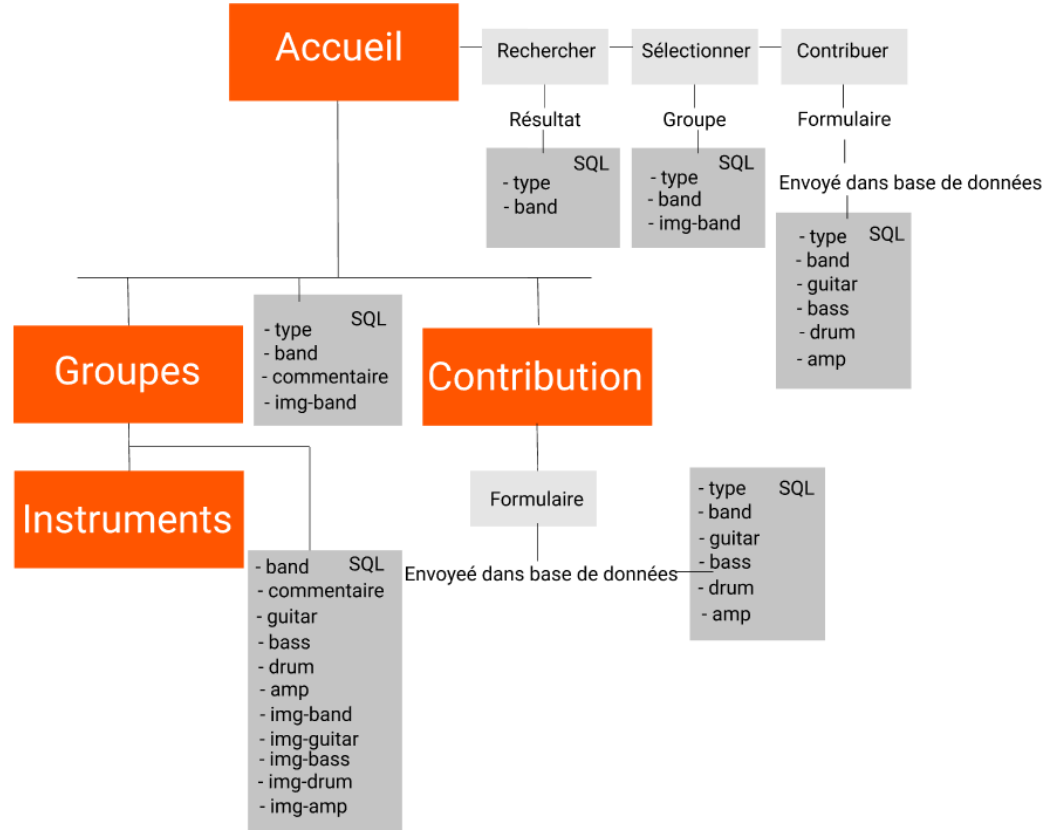 Accueil
Rechercher
Sélectionner
Contribuer
Résultat
Groupe
Formulaire
SQL
- type
- band
SQL
- type
- band
- img-band
Envoyé dans base de données
SQL
- type
- band
- guitar
- bass
- drum
- amp
Groupes
SQL
- type
- band
- commentaire
- img-band
Contribution
Instruments
Formulaire
Envoyeé dans base de données
- type SQL
- band
- guitar
- bass
- drum
- amp
- band SQL
- commentaire
- guitar
- bass
- drum
- amp
- img-band
- img-guitar
- img-bass
- img-drum
- img-amp